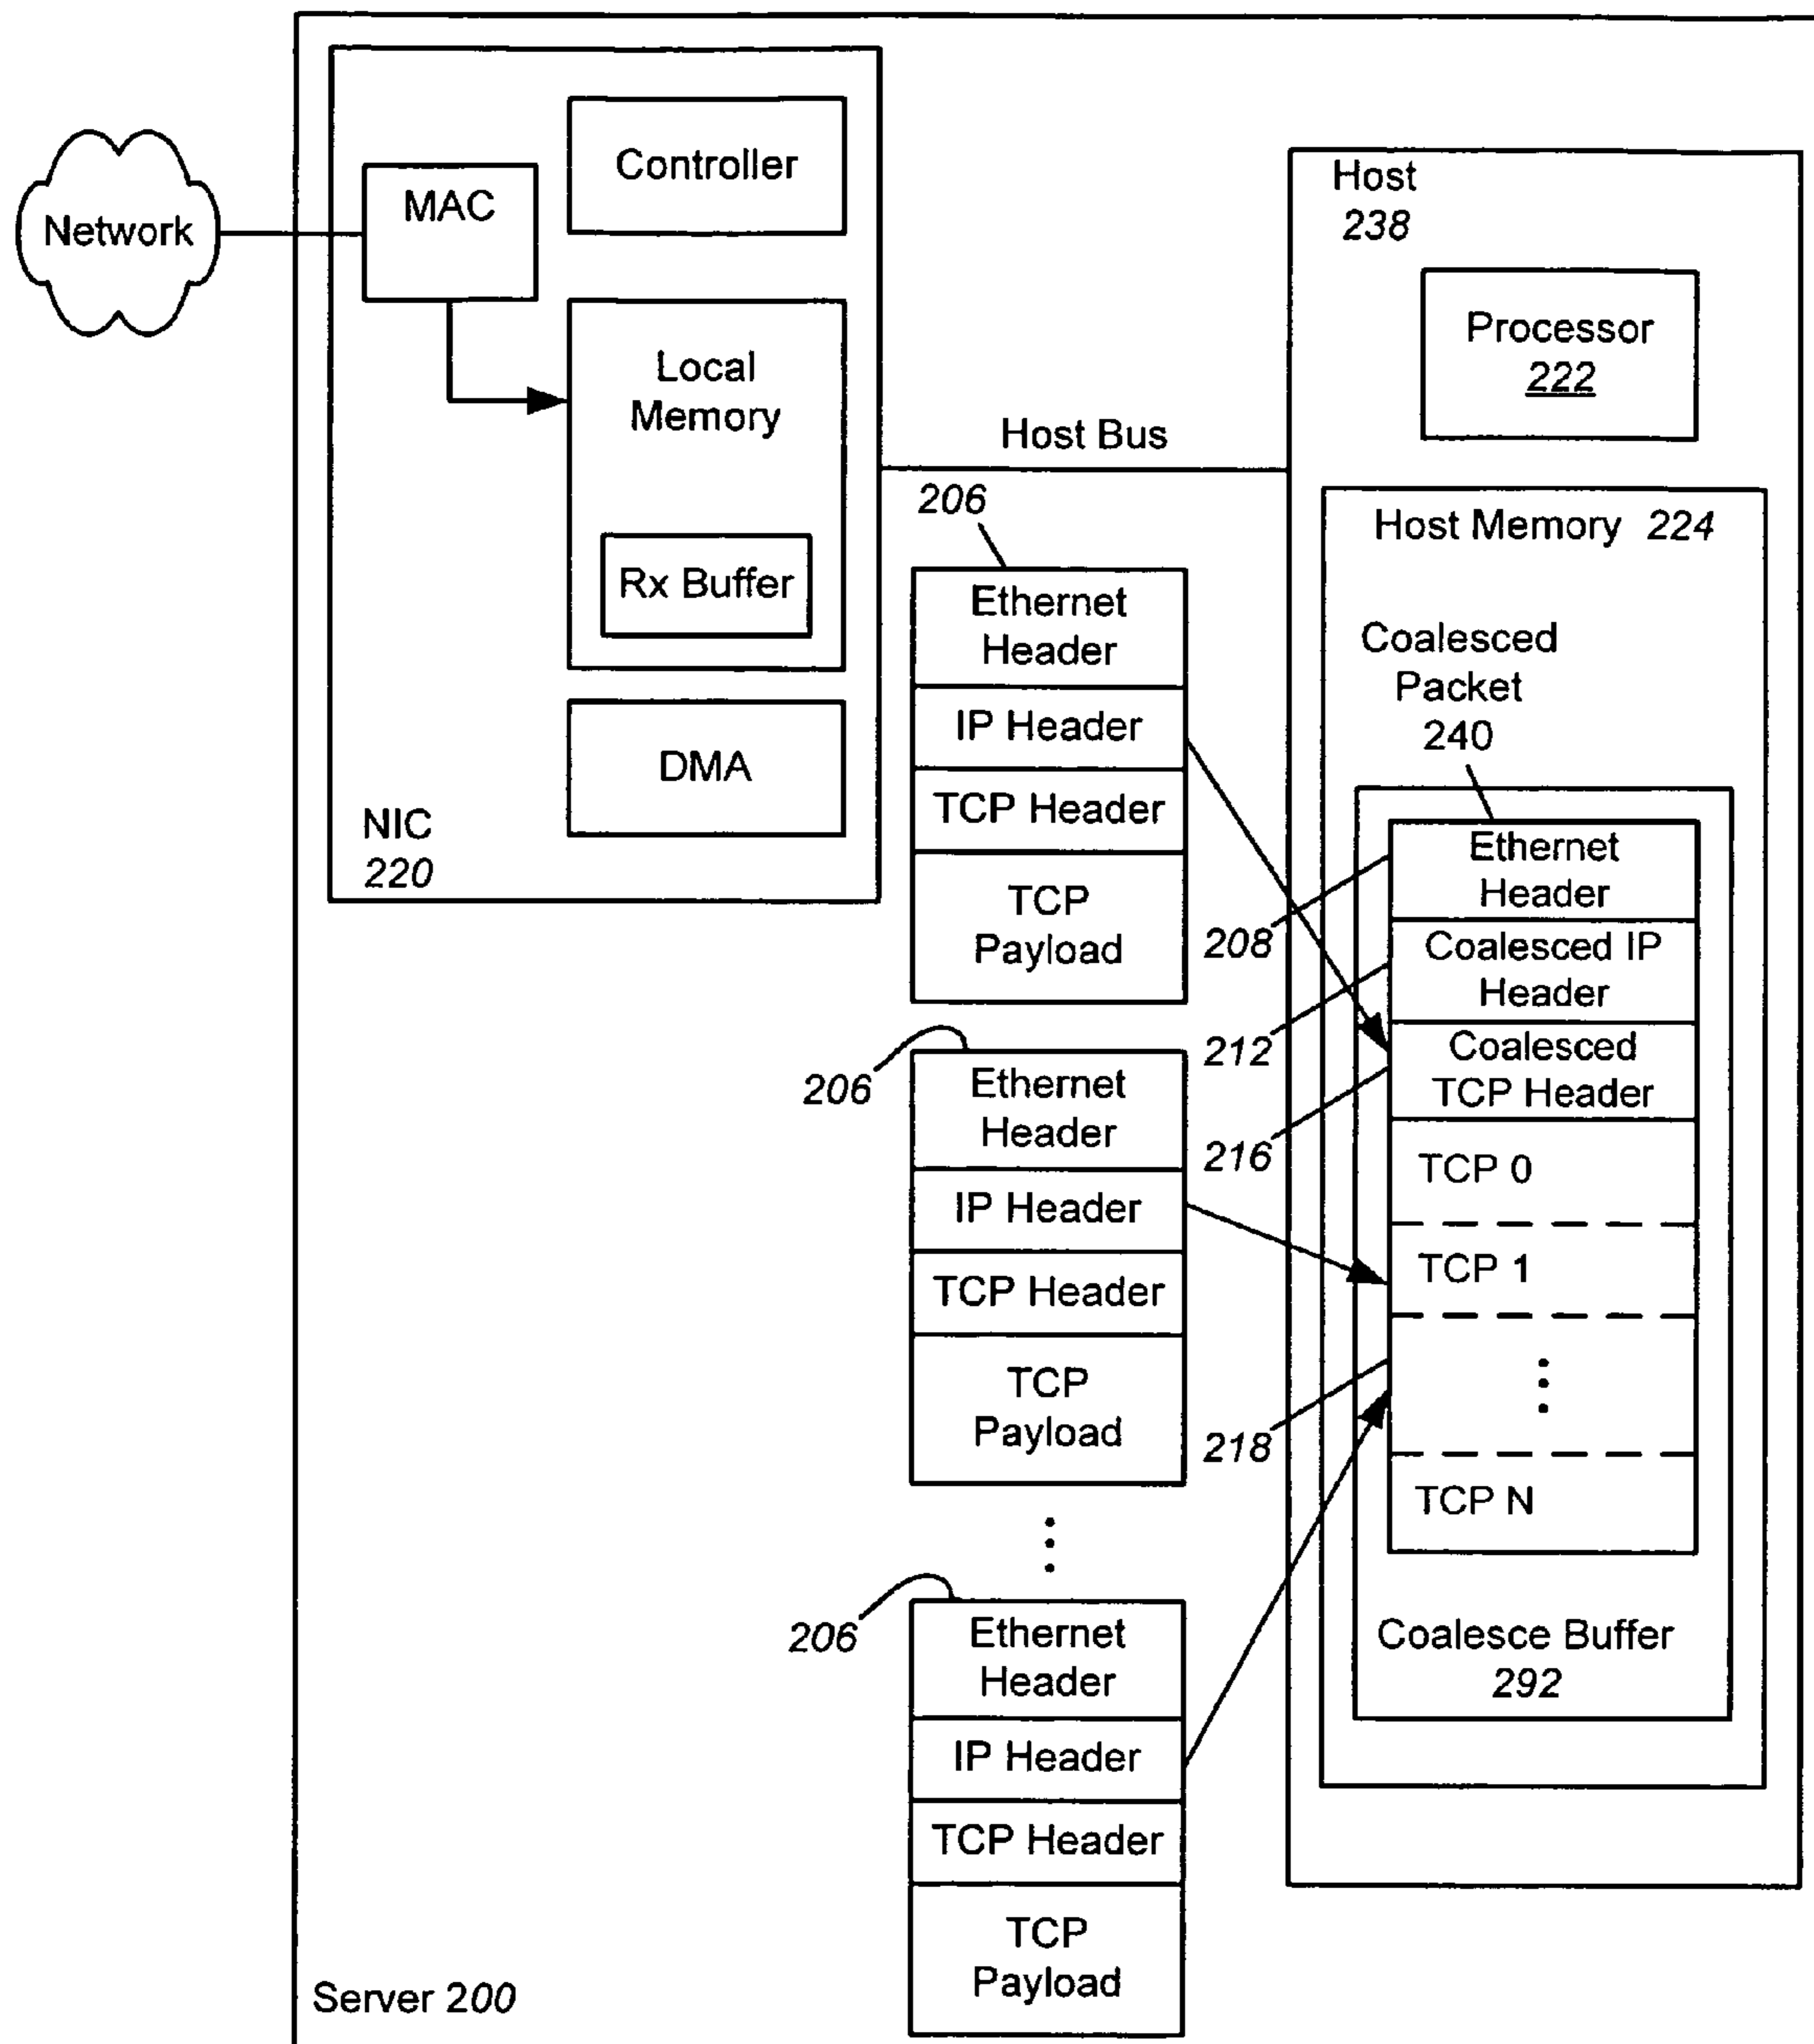 Network
MAC
Controller
Local
Memory
Rx Buffer
DMA
NIC
220
Host Bus
206
Ethernet
Header
IP Header
TCP Header
TCP
Payload
206
Ethernet
Header
IP Header
TCP Header
TCP
Payload
206
Ethernet
Header
IP Header
TCP Header
TCP
Payload
Host
238
Processor
222
Host Memory 224
Coalesced
Packet
240
Ethernet
Header
208
Coalesced IP
Header
212
Coalesced
TCP Header
216
TCP 0
TCP 1
218
TCP N
Coalesce Buffer
292
Server 200